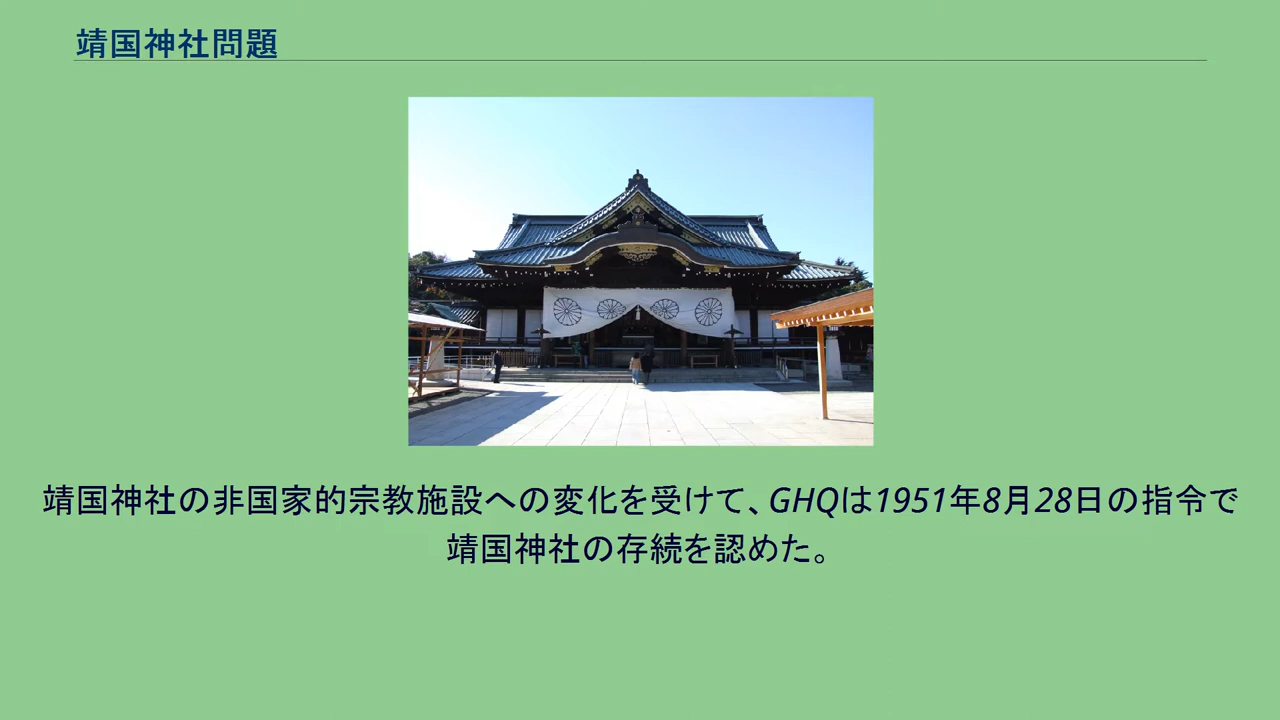 靖国神社問題
靖国神社の非国家的宗教施設への変化を受けて、GHQは1951年8月28日の指令で
靖国神社の存続を認めた。